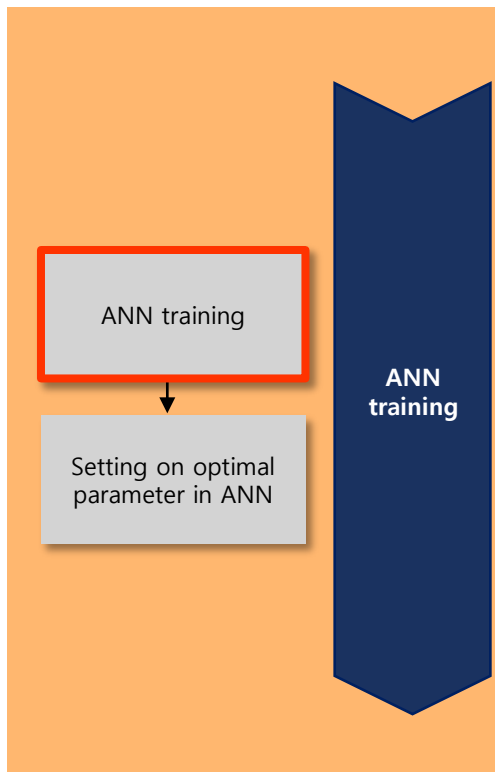 ANN training
Setting on optimal
parameter in ANN
ANN
training